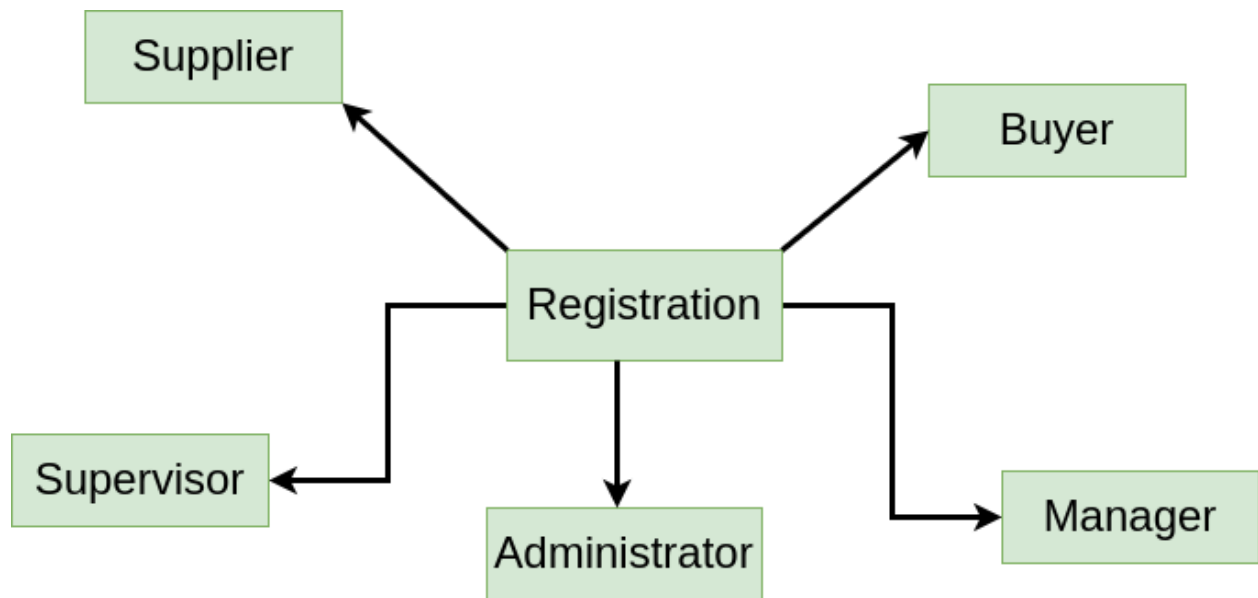 Supplier
Buyer
Registration
Supervisor
Administrator
Manager